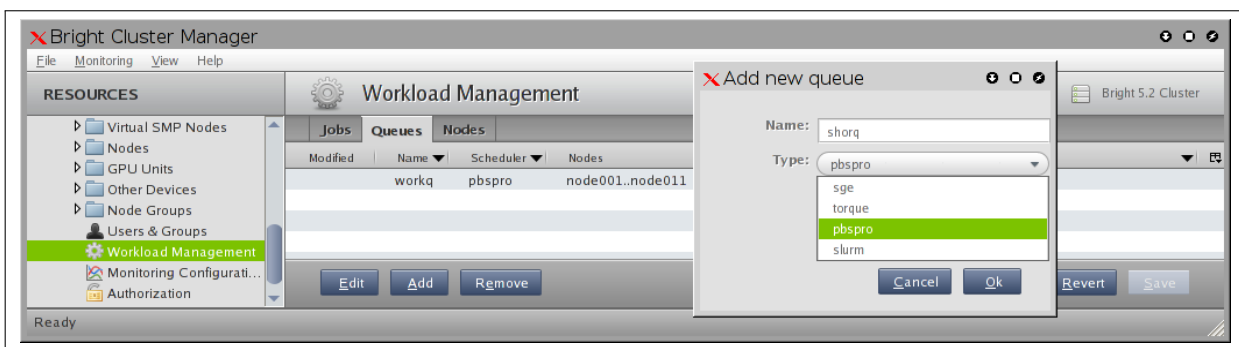 Bright Cluster Manager
File Monitoring View Help
RESOURCES
Virtual SMP Nodes
Nodes
GPU Units
Other Devices
Node Groups
Users & Groups
Workload Management
Monitoring Configurati...
Authorization
Workload Management
Bright 5.2 Cluster
Jobs Queues Nodes
Modified Name Scheduler Nodes
workq pbspro node001..node011
Edit Add Remove
Revert Save
Add new queue
Name: shorq
Type: pbspro
sge
torque
pbspro
slurm
Cancel Ok
Ready